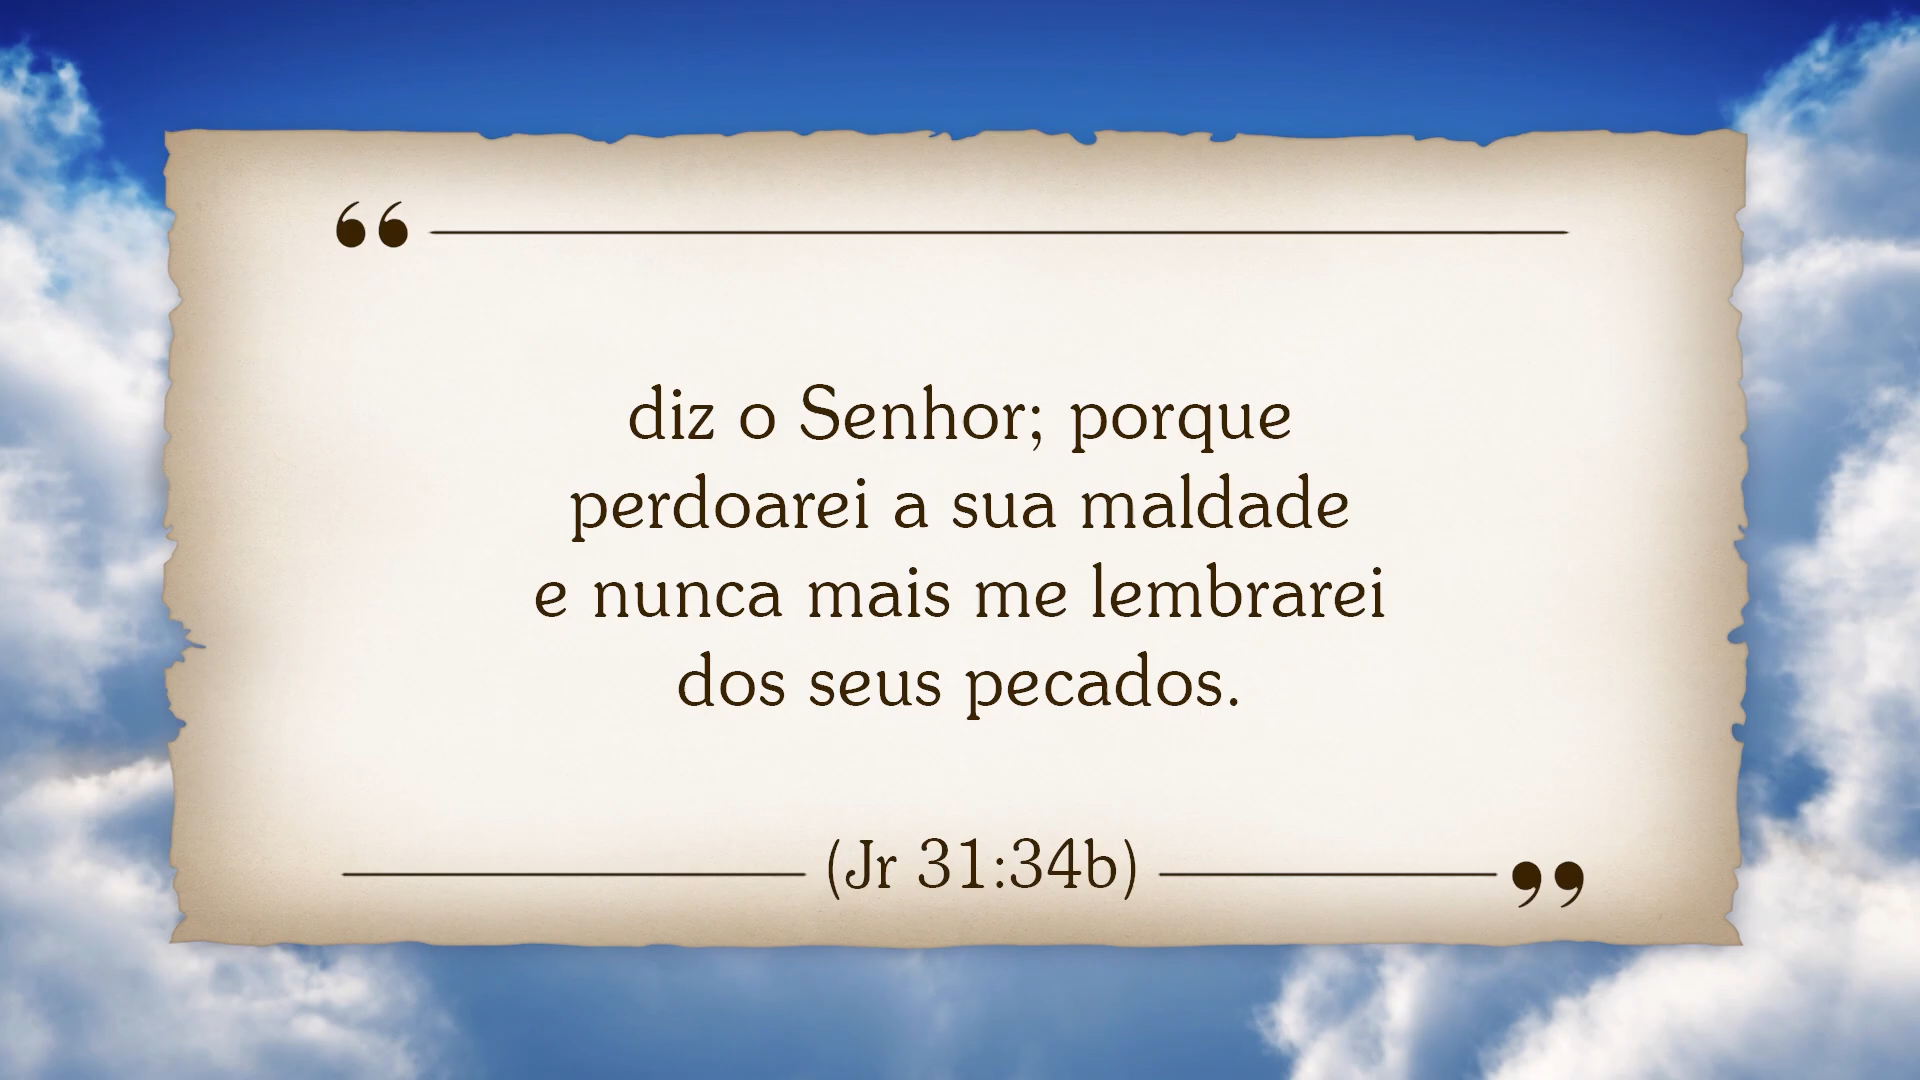 “
diz o Senhor; porque
perdoarei a sua maldade
e nunca mais me lembrarei
dos seus pecados.
(Jr 31:34b)
”